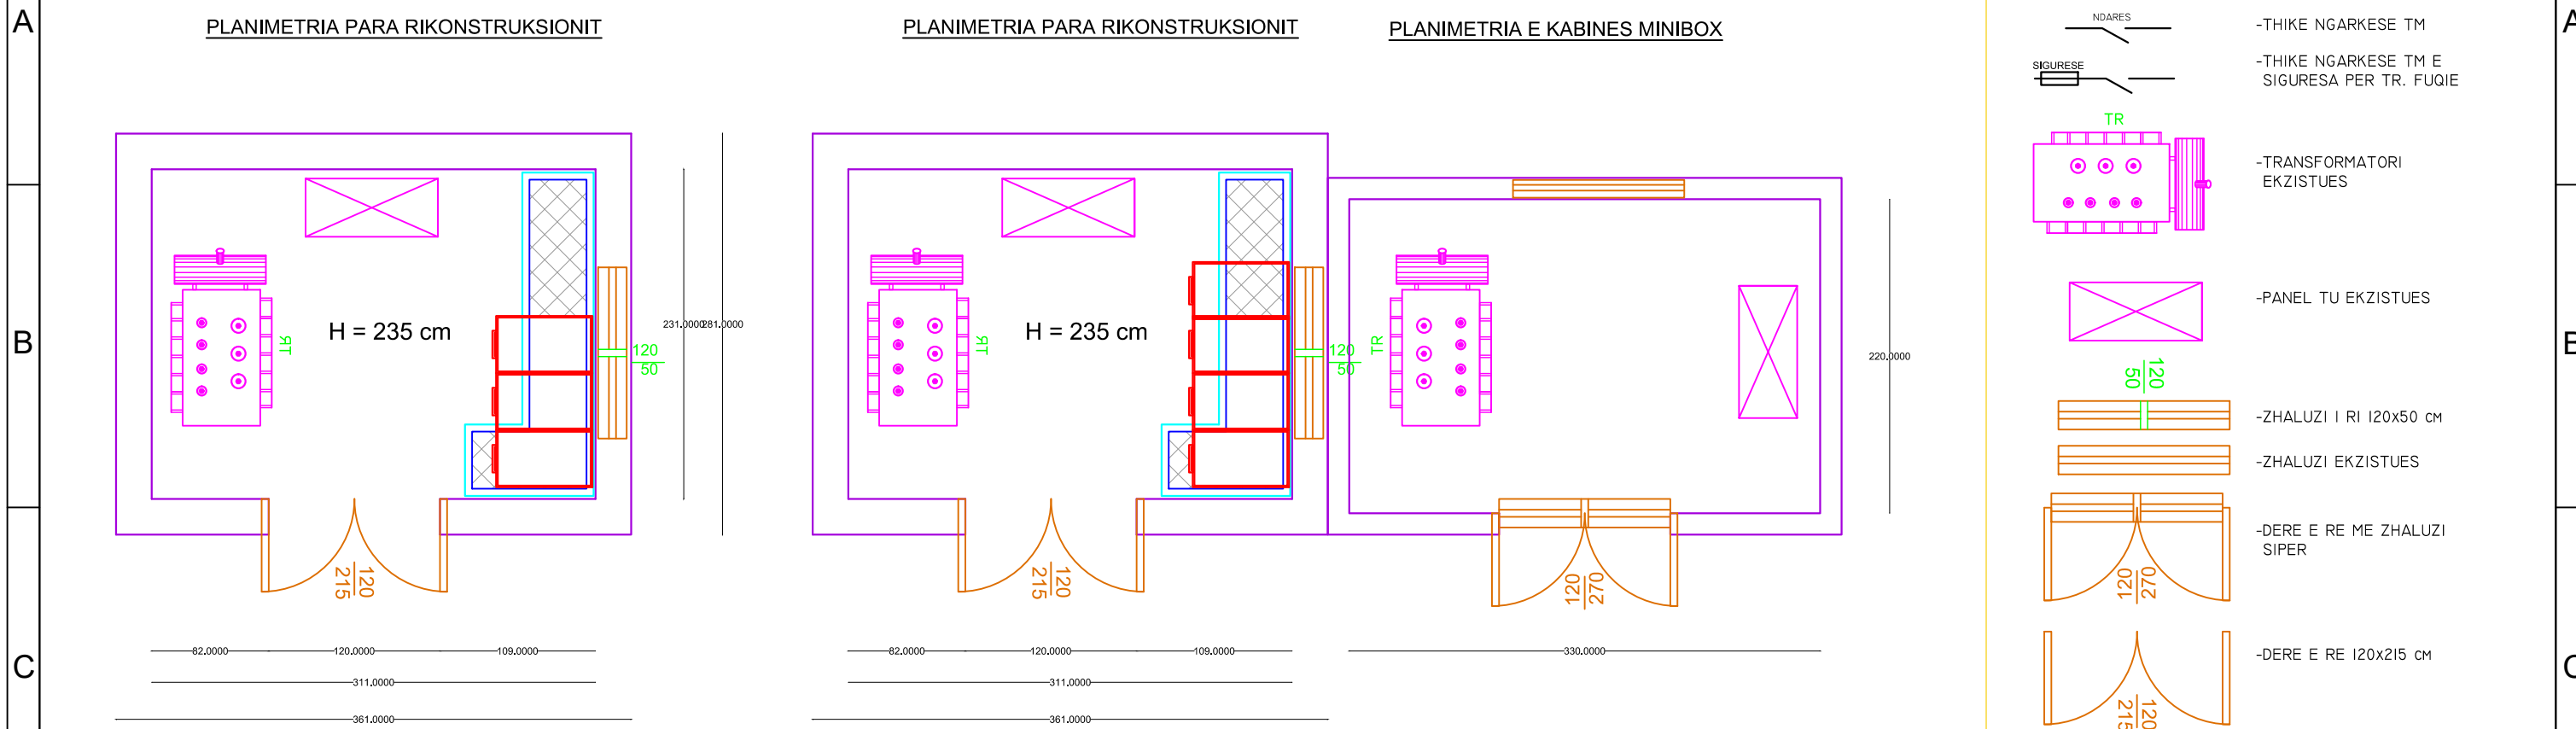 A
B
C
PLANIMETRIA PARA RIKONSTRUKSIONIT
H = 235 cm
TR
120
50
231.0000
281.0000
120
215
82.0000
120.0000
109.0000
311.0000
361.0000
PLANIMETRIA PARA RIKONSTRUKSIONIT
H = 235 cm
TR
120
50
120
215
82.0000
120.0000
109.0000
311.0000
361.0000
PLANIMETRIA E KABINES MINIBOX
TR
220.0000
120
270
330.0000
NDARES
-THIKE NGARKESE TM
SIGURESE
-THIKE NGARKESE TM E
SIGURESA PER TR. FUQIE
TR
-TRANSFORMATORI
EKZISTUES
-PANEL TU EKZISTUES
120
50
-ZHALUZI I RI 120x50 CM
-ZHALUZI EKZISTUES
-DERE E RE ME ZHALUZI
SIPER
120
270
-DERE E RE 120X215 CM
120
215
A
B
C